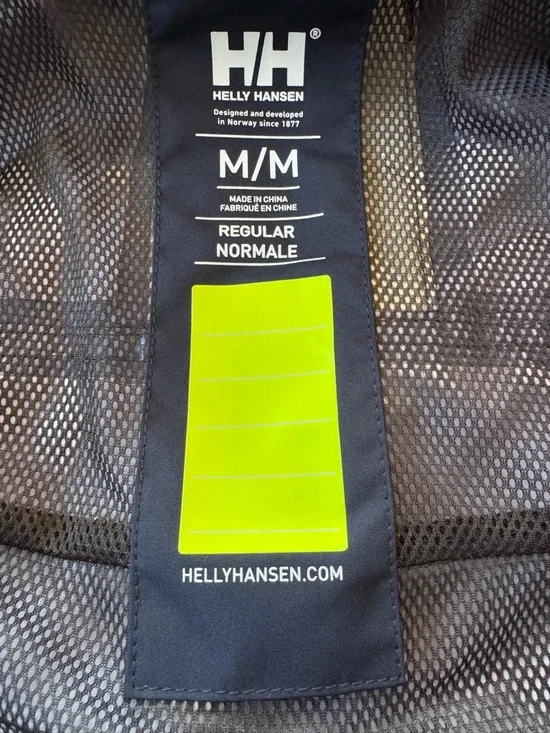 HH®
HELLY HANSEN
Designed and developed
in Norway since 1877
M/M
MADE IN CHINA
FABRIQUÉ EN CHINE
REGULAR
NORMALE
HELLYHANSEN.COM